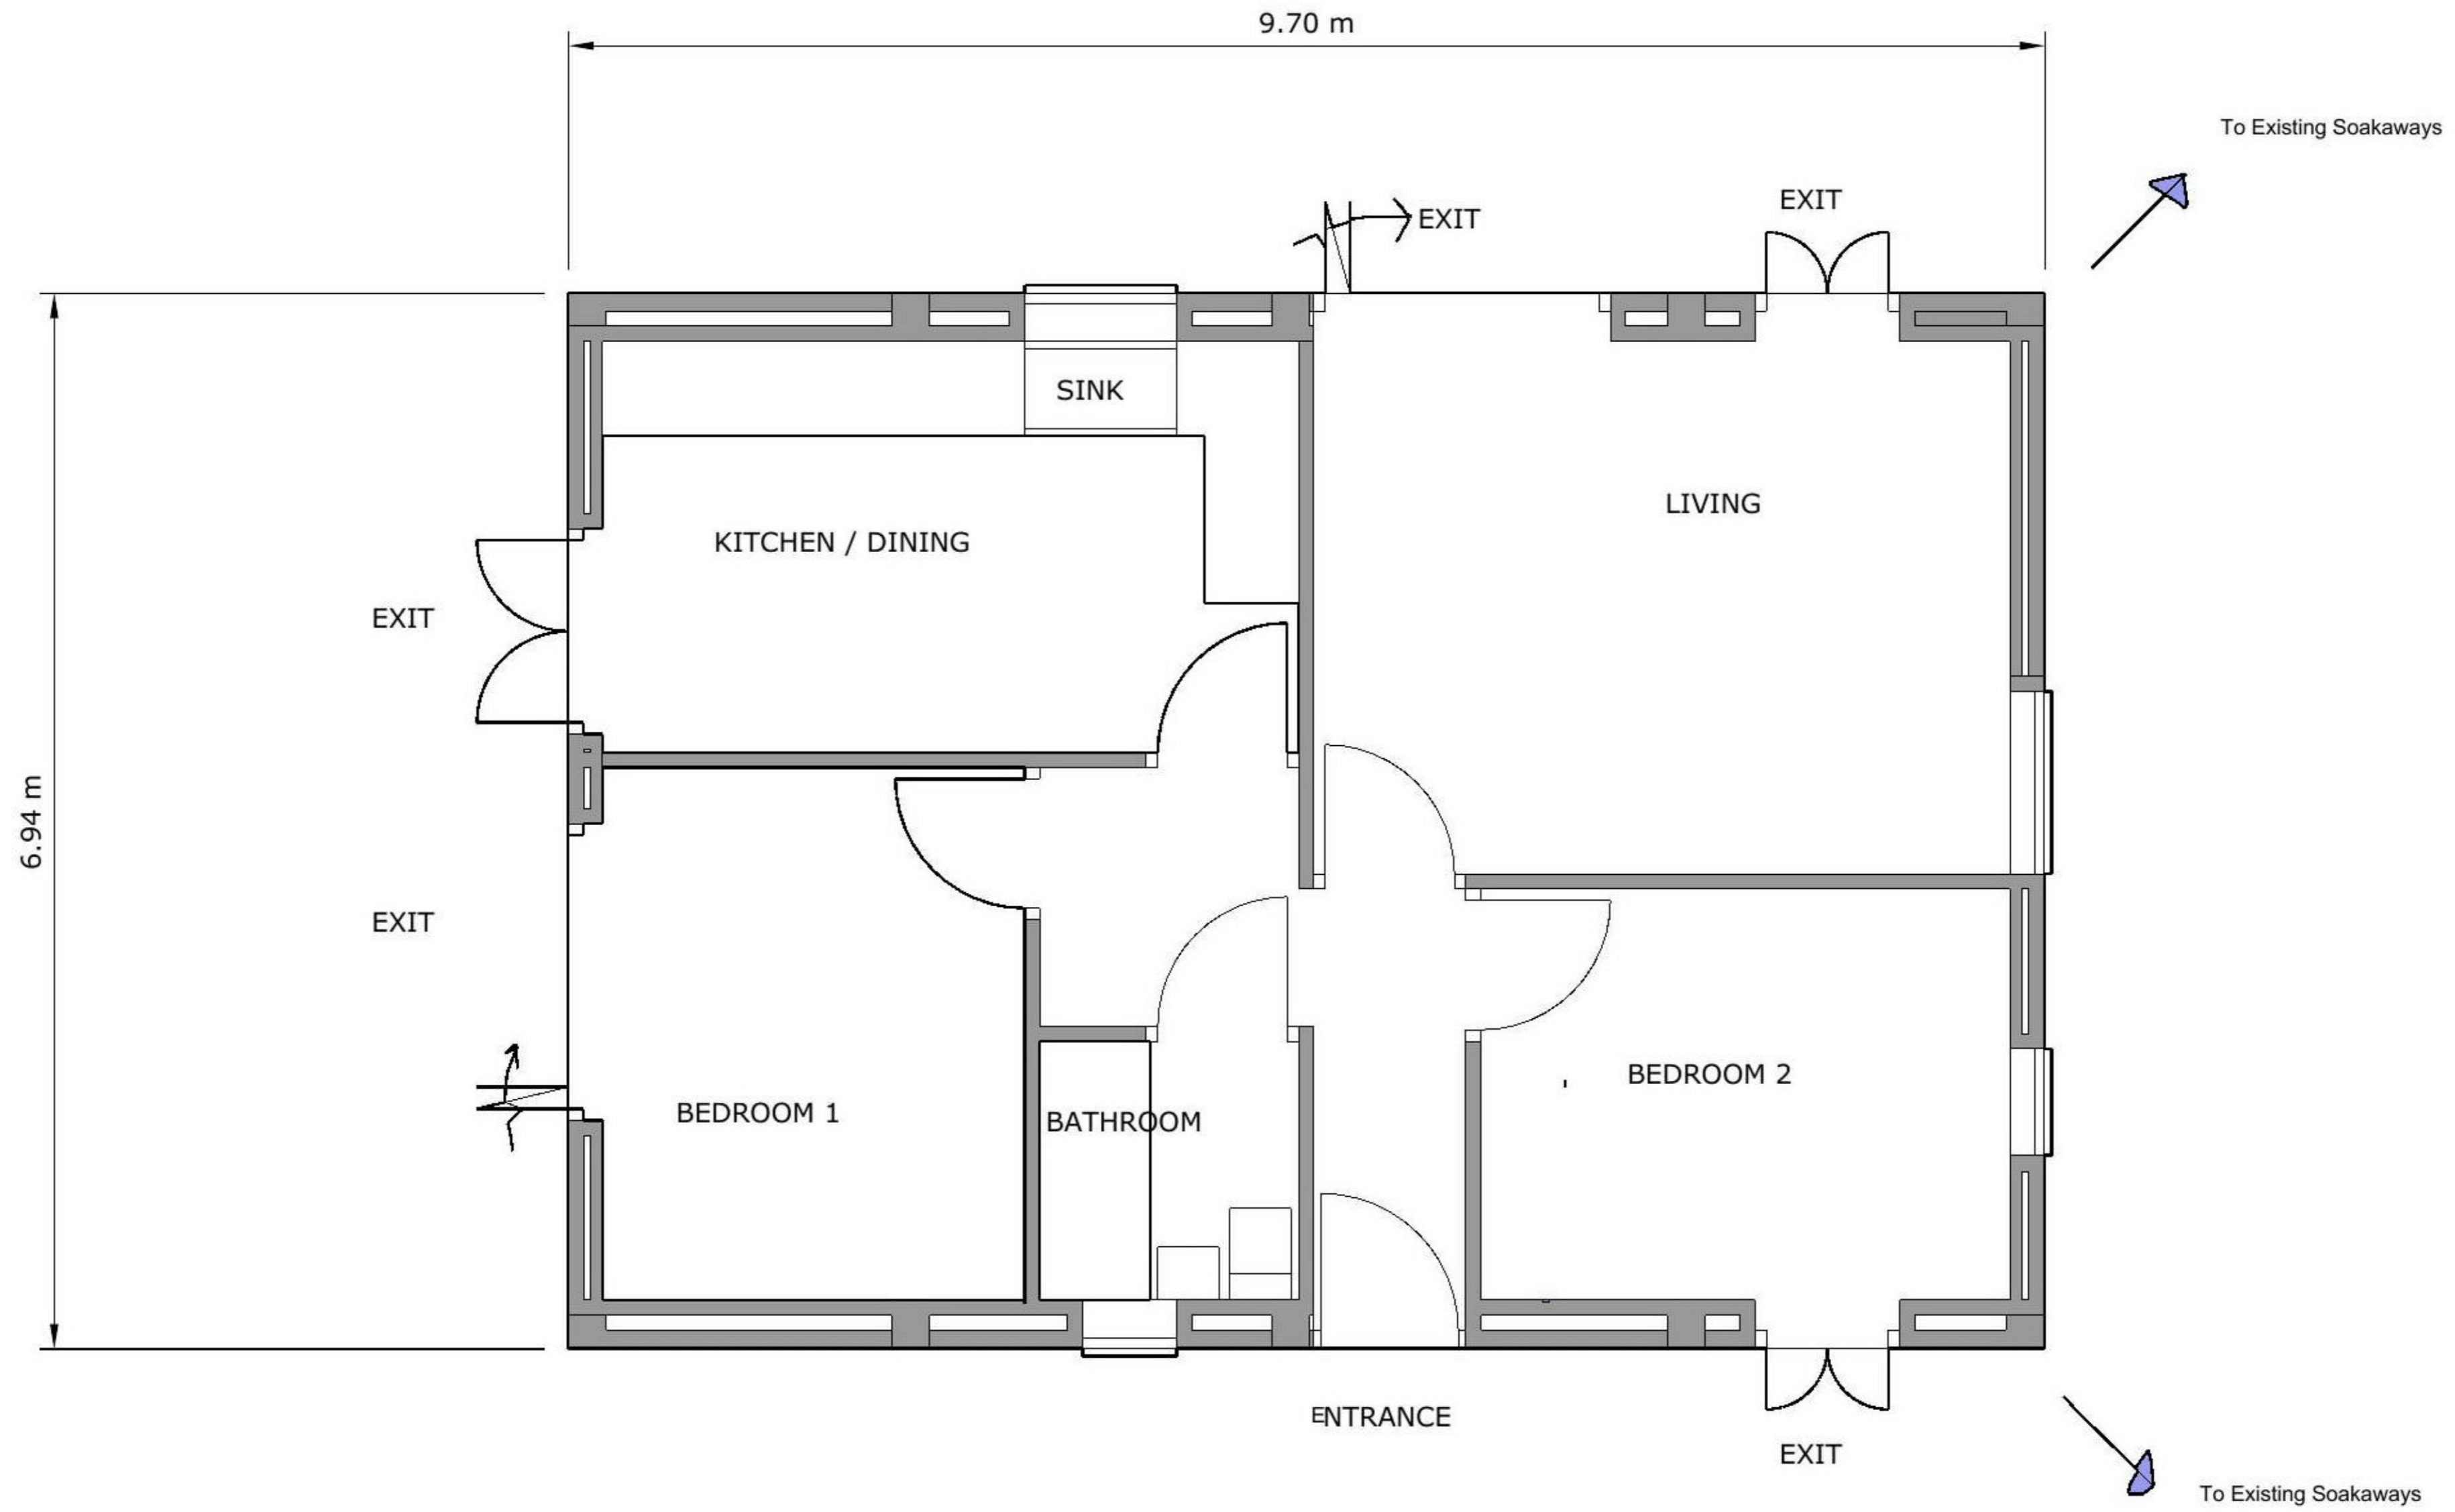 9.70 m
To Existing Soakaways
EXIT
EXIT
SINK
LIVING
KITCHEN / DINING
EXIT
6.94 m
EXIT
BEDROOM 2
BEDROOM 1
BATHROOM
ENTRANCE
EXIT
To Existing Soakaways